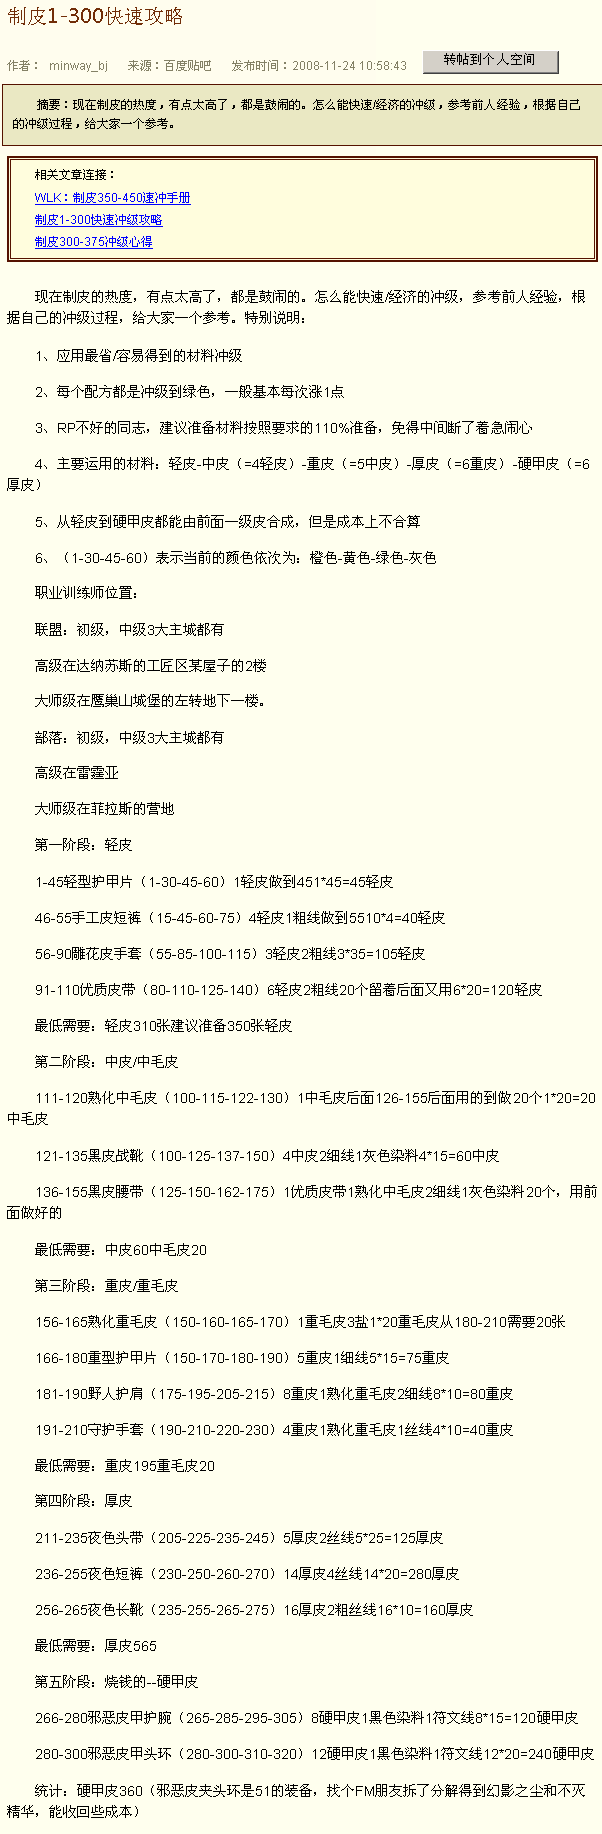 制皮1-300快速攻略
作者： minway_bj 来源：百度贴吧 发布时间：2008-11-24 10:58:43 转帖到个人空间
摘要：现在制皮的热度，有点太高了，都是鼓闹的。怎么能快速/经济的冲级，参考前人经验，根据自己
的冲级过程，给大家一个参考。
相关文章连接：
WLK：制皮350-450速冲手册
制皮1-300快速冲级攻略
制皮300-375冲级心得
现在制皮的热度，有点太高了，都是鼓闹的。怎么能快速/经济的冲级，参考前人经验，根
据自己的冲级过程，给大家一个参考。特别说明：
1、应用最省/容易得到的材料冲级
2、每个配方都是冲级到绿色，一般基本每次涨1点
3、RP不好的同志，建议准备材料按照要求的110%准备，免得中间断了着急闹心
4、主要运用的材料：轻皮-中皮（=4轻皮）-重皮（=5中皮）-厚皮（=6重皮）-硬甲皮（=6
厚皮）
5、从轻皮到硬甲皮都能由前面一级皮合成，但是成本上不合算
6、（1-30-45-60）表示当前的颜色依次为：橙色-黄色-绿色-灰色
职业训练师位置：
联盟：初级，中级3大主城都有
高级在达纳苏斯的工匠区某屋子的2楼
大师级在鹰巢山城堡的左转地下一楼。
部落：初级，中级3大主城都有
高级在雷霆亚
大师级在菲拉斯的营地
第一阶段：轻皮
1-45轻型护甲片（1-30-45-60）1轻皮做到451*45=45轻皮
46-55手工皮短裤（15-45-60-75）4轻皮1粗线做到5510*4=40轻皮
56-90雕花皮手套（55-85-100-115）3轻皮2粗线3*35=105轻皮
91-110优质皮带（80-110-125-140）6轻皮2粗线20个留着后面又用6*20=120轻皮
最低需要：轻皮310张建议准备350张轻皮
第二阶段：中皮/中毛皮
111-120熟化中毛皮（100-115-122-130）1中毛皮后面126-155后面用的到做20个1*20=20
中毛皮
121-135黑皮战靴（100-125-137-150）4中皮2细线1灰色染料4*15=60中皮
136-155黑皮腰带（125-150-162-175）1优质皮带1熟化中毛皮2细线1灰色染料20个，用前
面做好的
最低需要：中皮60中毛皮20
第三阶段：重皮/重毛皮
156-165熟化重毛皮（150-160-165-170）1重毛皮3盐1*20重毛皮从180-210需要20张
166-180重型护甲片（150-170-180-190）5重皮1细线5*15=75重皮
181-190野人护肩（175-195-205-215）8重皮1熟化重毛皮2细线8*10=80重皮
191-210守护手套（190-210-220-230）4重皮1熟化重毛皮1丝线4*10=40重皮
最低需要：重皮195重毛皮20
第四阶段：厚皮
211-235夜色头带（205-225-235-245）5厚皮2丝线5*25=125厚皮
236-255夜色短裤（230-250-260-270）14厚皮4丝线14*20=280厚皮
256-265夜色长靴（235-255-265-275）16厚皮2粗丝线16*10=160厚皮
最低需要：厚皮565
第五阶段：烧钱的--硬甲皮
266-280邪恶皮甲护腕（265-285-295-305）8硬甲皮1黑色染料1符文线8*15=120硬甲皮
280-300邪恶皮甲头环（280-300-310-320）12硬甲皮1黑色染料1符文线12*20=240硬甲皮
统计：硬甲皮360（邪恶皮夹头环是51的装备，找个FM朋友拆了分解得到幻影之尘和不灭
精华，能收回些成本）